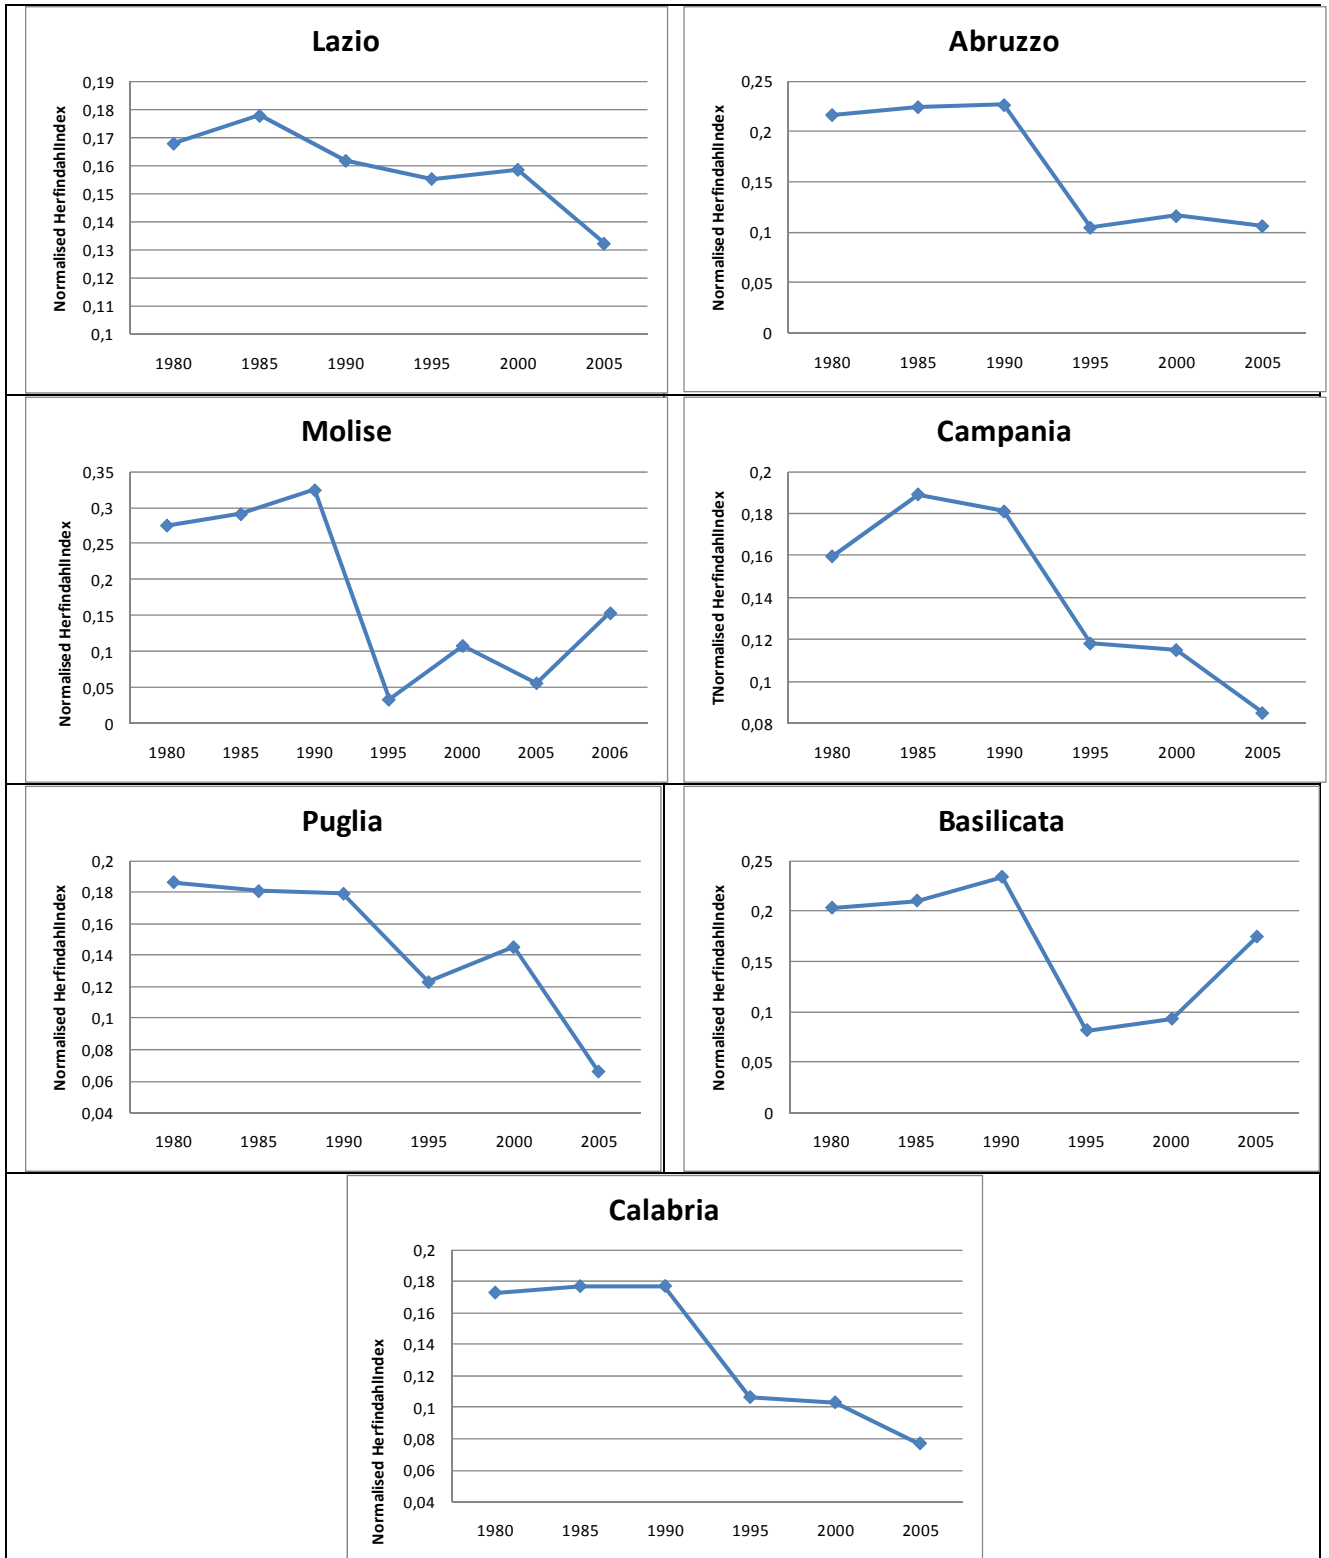 Lazio
Normalised HerfindahlIndex
0,19
0,18
0,17
0,16
0,15
0,14
0,13
0,12
0,11
0,1
1980 1985 1990 1995 2000 2005
Abruzzo
Normalised HerfindahlIndex
0,25
0,2
0,15
0,1
0,05
0
1980 1985 1990 1995 2000 2005
Molise
Normalised HerfindahlIndex
0,35
0,3
0,25
0,2
0,15
0,1
0,05
0
1980 1985 1990 1995 2000 2005 2006
Campania
TNormalised HerfindahlIndex
0,2
0,18
0,16
0,14
0,12
0,1
0,08
1980 1985 1990 1995 2000 2005
Puglia
Normalised HerfindahlIndex
0,2
0,18
0,16
0,14
0,12
0,1
0,08
0,06
0,04
1980 1985 1990 1995 2000 2005
Basilicata
Normalised HerfindahlIndex
0,25
0,2
0,15
0,1
0,05
0
1980 1985 1990 1995 2000 2005
Calabria
Normalised HerfindahlIndex
0,2
0,18
0,16
0,14
0,12
0,1
0,08
0,06
0,04
1980 1985 1990 1995 2000 2005